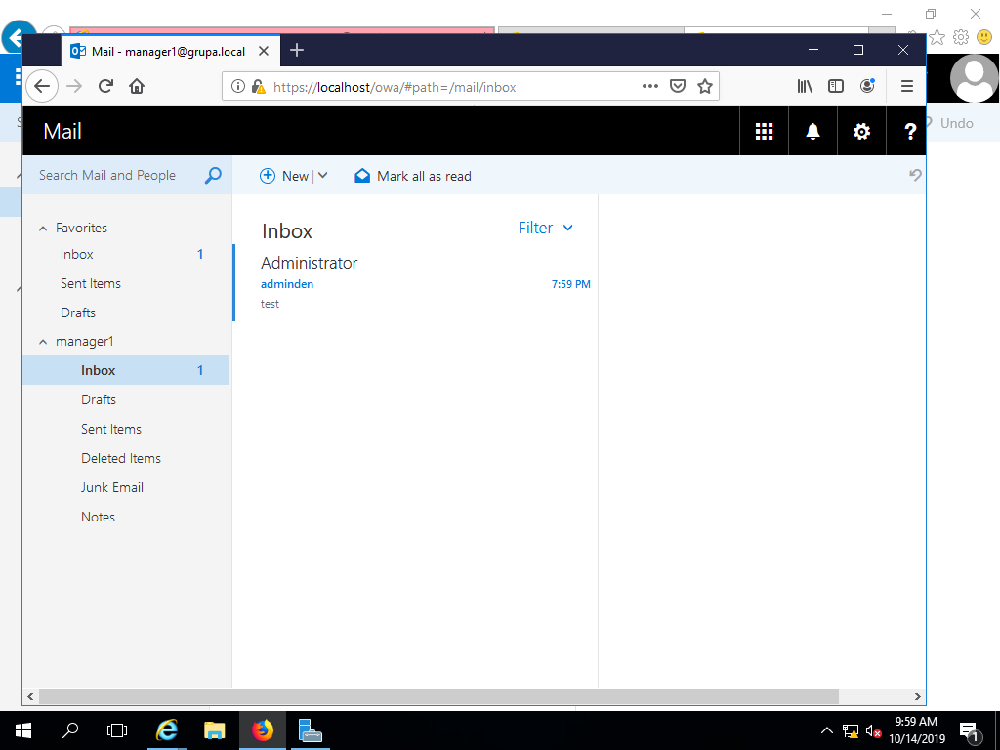 Mail - manager1@grupa.local
https://localhost/owa/#path=/mail/inbox
Mail
?
Undo
Search Mail and People
New
Mark all as read
Favorites
Inbox 1
Sent Items
Drafts
manager1
Inbox 1
Drafts
Sent Items
Deleted Items
Junk Email
Notes
Inbox
Filter
Administrator
adminden 7:59 PM
test
9:59 AM
10/14/2019
1